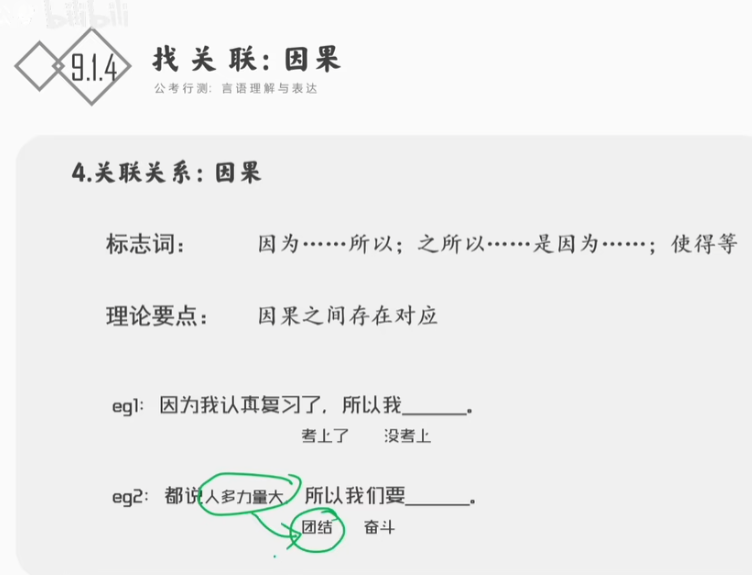 bilibili
9.1.4
找关联：因果
公考行测：言语理解与表达
4.关联关系：因果
标志词： 因为……所以；之所以……是因为……；使得等
理论要点： 因果之间存在对应
eg1: 因为我认真复习了，所以我______。
考上了 没考上
eg2: 都说人多力量大，所以我们要______。
团结 奋斗